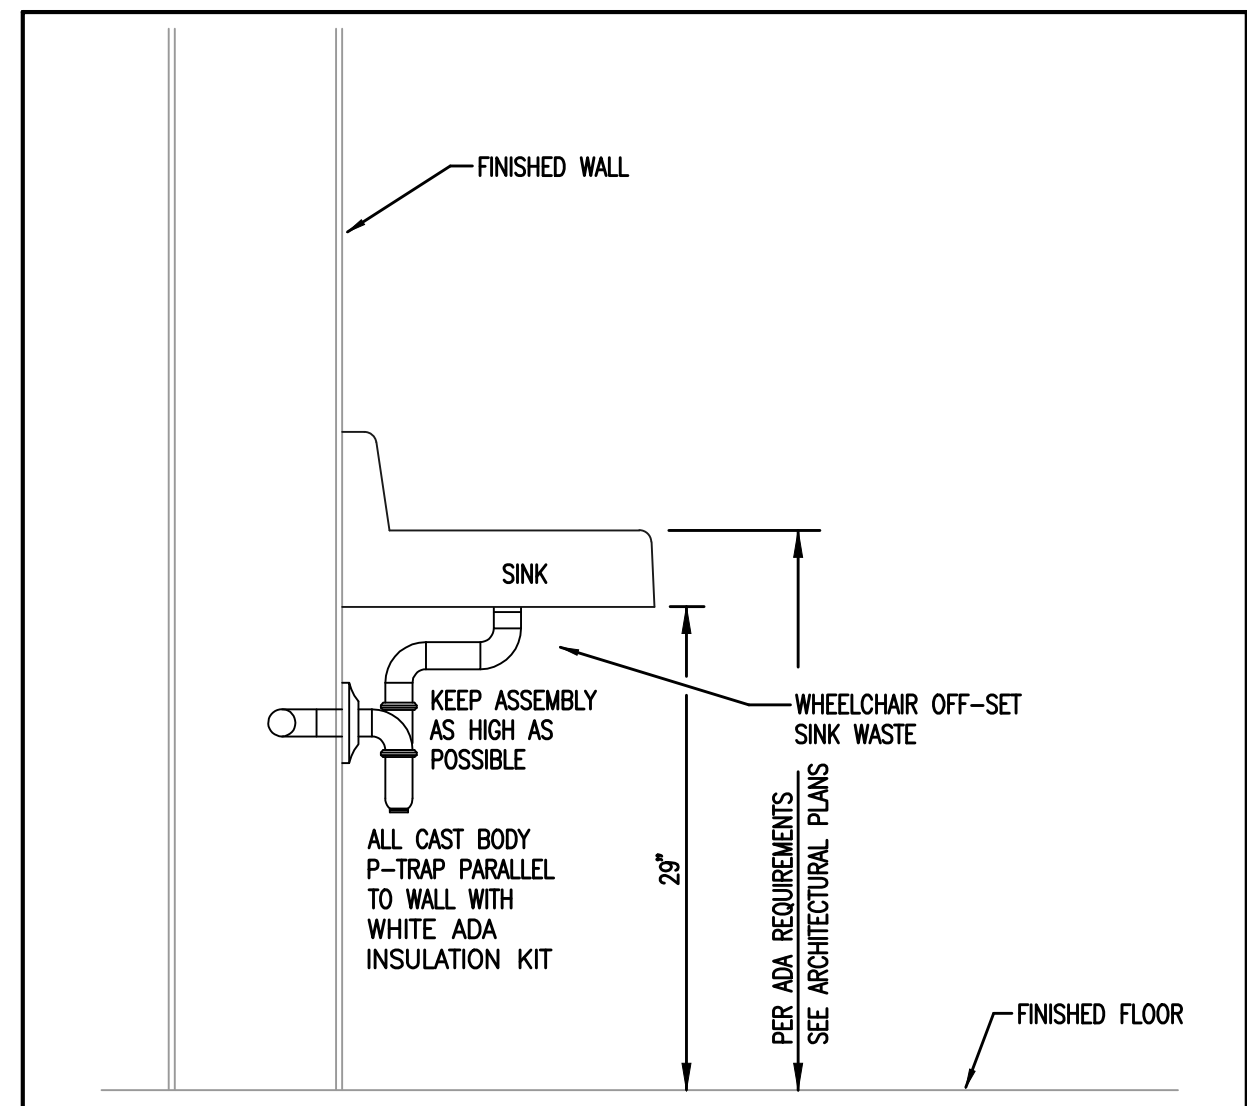 FINISHED WALL
SINK
KEEP ASSEMBLY
AS HIGH AS
POSSIBLE
WHEELCHAIR OFF-SET
SINK WASTE
ALL CAST BODY
P-TRAP PARALLEL
TO WALL WITH
WHITE ADA
INSULATION KIT
29"
PER ADA REQUIREMENTS
SEE ARCHITECTURAL PLANS
FINISHED FLOOR